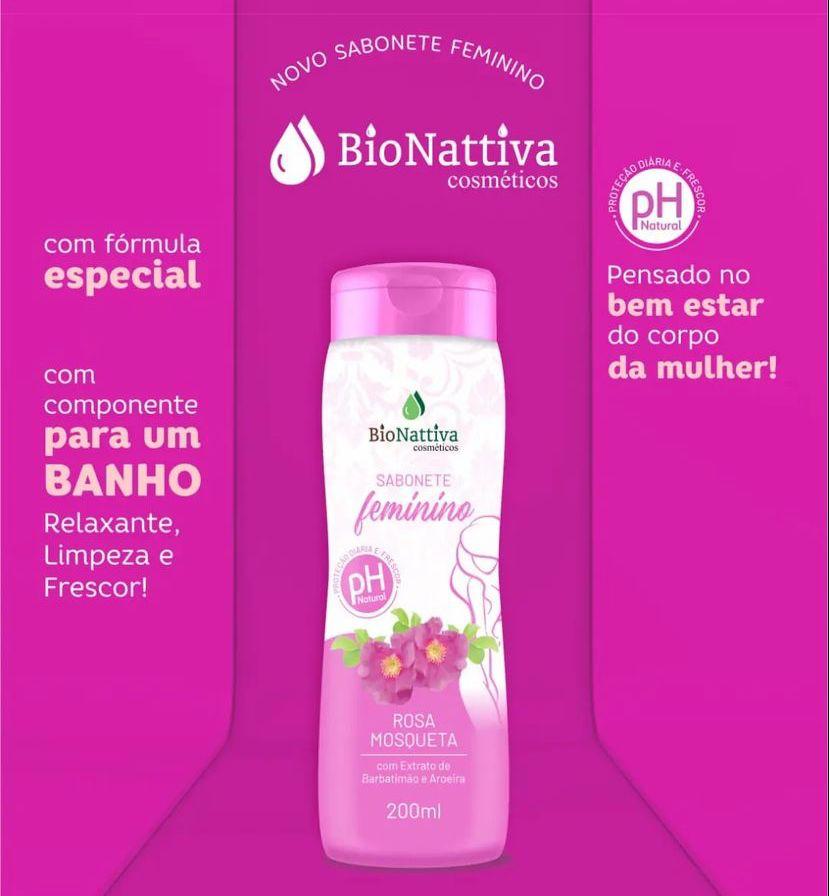 NOVO SABONETE FEMININO
BioNattiva
cosméticos
com fórmula
especial
com
componente
para um
BANHO
Relaxante,
Limpeza e
Frescor!
PROTEÇÃO DIÁRIA E FRESCOR
pH
Natural
Pensado no
bem estar
do corpo
da mulher!
BioNattiva
cosméticos
SABONETE
feminino
PROTEÇÃO DIÁRIA E FRESCOR
pH
Natural
ROSA
MOSQUETA
com Extrato de
Barbatimão e Aroeira
200ml